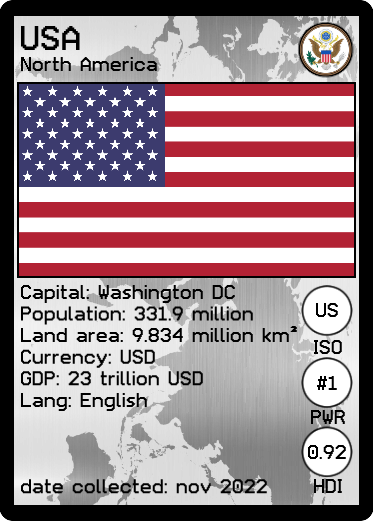 USA
North America
Capital: Washington DC
Population: 331.9 million
Land area: 9.834 million km²
Currency: USD
GDP: 23 trillion USD
Lang: English
US
ISO
#1
PWR
0.92
HDI
date collected: nov 2022